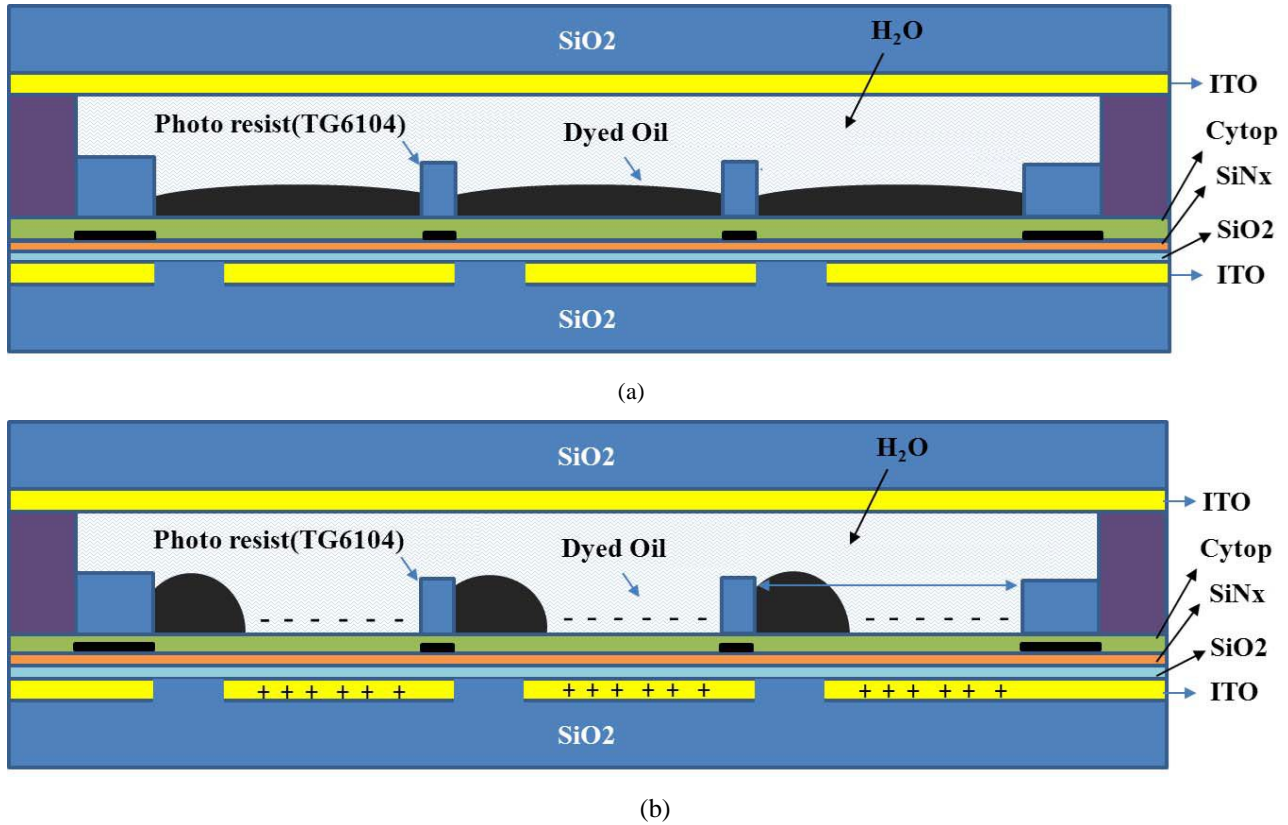 SiO2
H₂O
ITO
Photo resist(TG6104)
Dyed Oil
Cytop
SiNx
SiO2
ITO
SiO2
(a)
SiO2
H₂O
ITO
Photo resist(TG6104)
Dyed Oil
Cytop
SiNx
- - - - - - - - - - - - - - - - - -
SiO2
+ + + + + + + + + + + + + + + + + +
ITO
SiO2
(b)